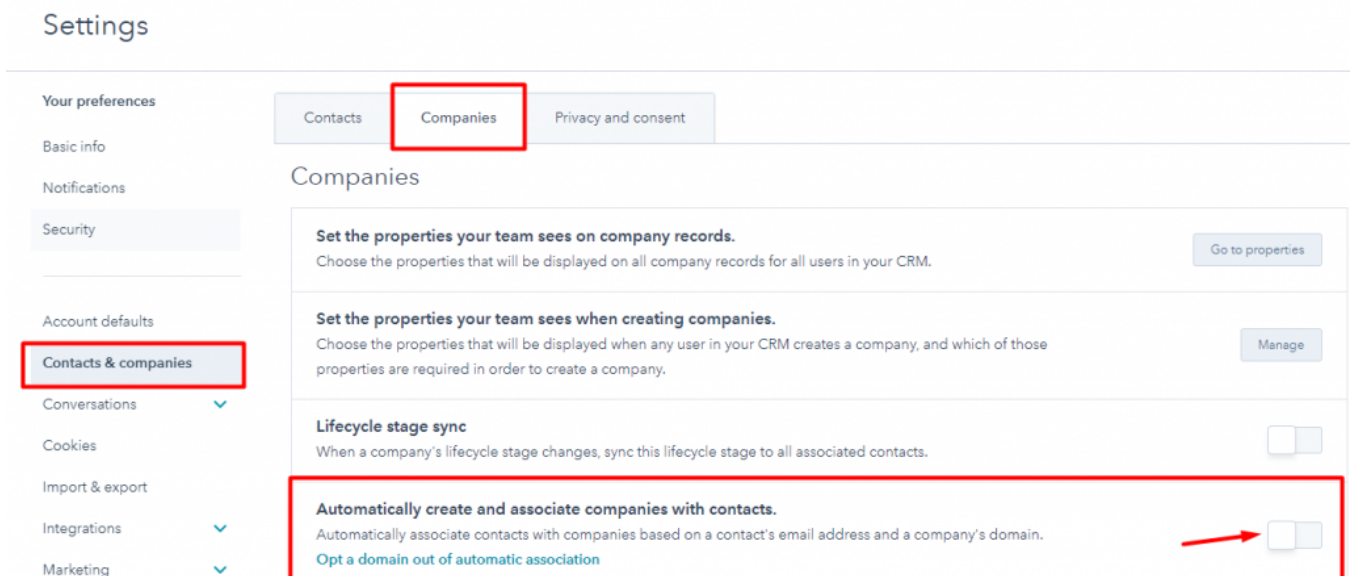 Settings
Your preferences
Basic info
Notifications
Security
Account defaults
Contacts & companies
Conversations
Cookies
Import & export
Integrations
Marketing
Contacts
Companies
Privacy and consent
Companies
Set the properties your team sees on company records.
Choose the properties that will be displayed on all company records for all users in your CRM.
Go to properties
Set the properties your team sees when creating companies.
Choose the properties that will be displayed when any user in your CRM creates a company, and which of those
properties are required in order to create a company.
Manage
Lifecycle stage sync
When a company's lifecycle stage changes, sync this lifecycle stage to all associated contacts.
Automatically create and associate companies with contacts.
Automatically associate contacts with companies based on a contact's email address and a company's domain.
Opt a domain out of automatic association